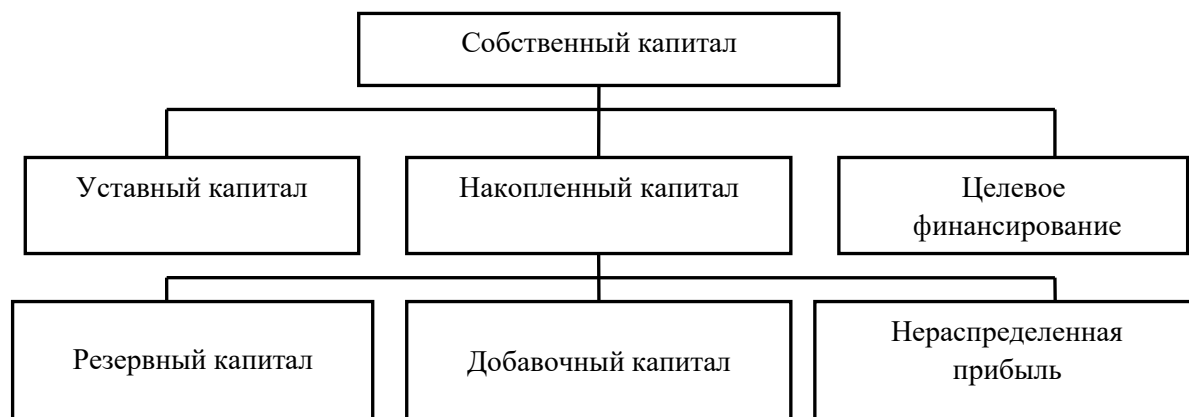 Собственный капитал
Уставный капитал
Накопленный капитал
Целевое
финансирование
Резервный капитал
Добавочный капитал
Нераспределенная
прибыль